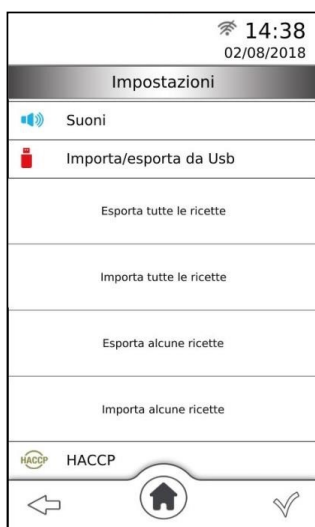 14:38
02/08/2018
Impostazioni
Suoni
Importa/esporta da Usb
Esporta tutte le ricette
Importa tutte le ricette
Esporta alcune ricette
Importa alcune ricette
HACCP HACCP